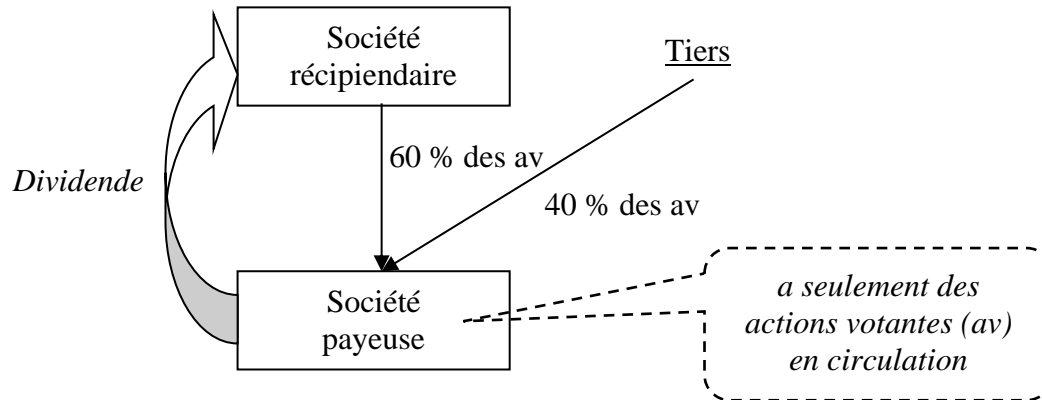 Société
récipiendaire
Tiers
60 % des av
Dividende
40 % des av
Société
payeuse
a seulement des
actions votantes (av)
en circulation